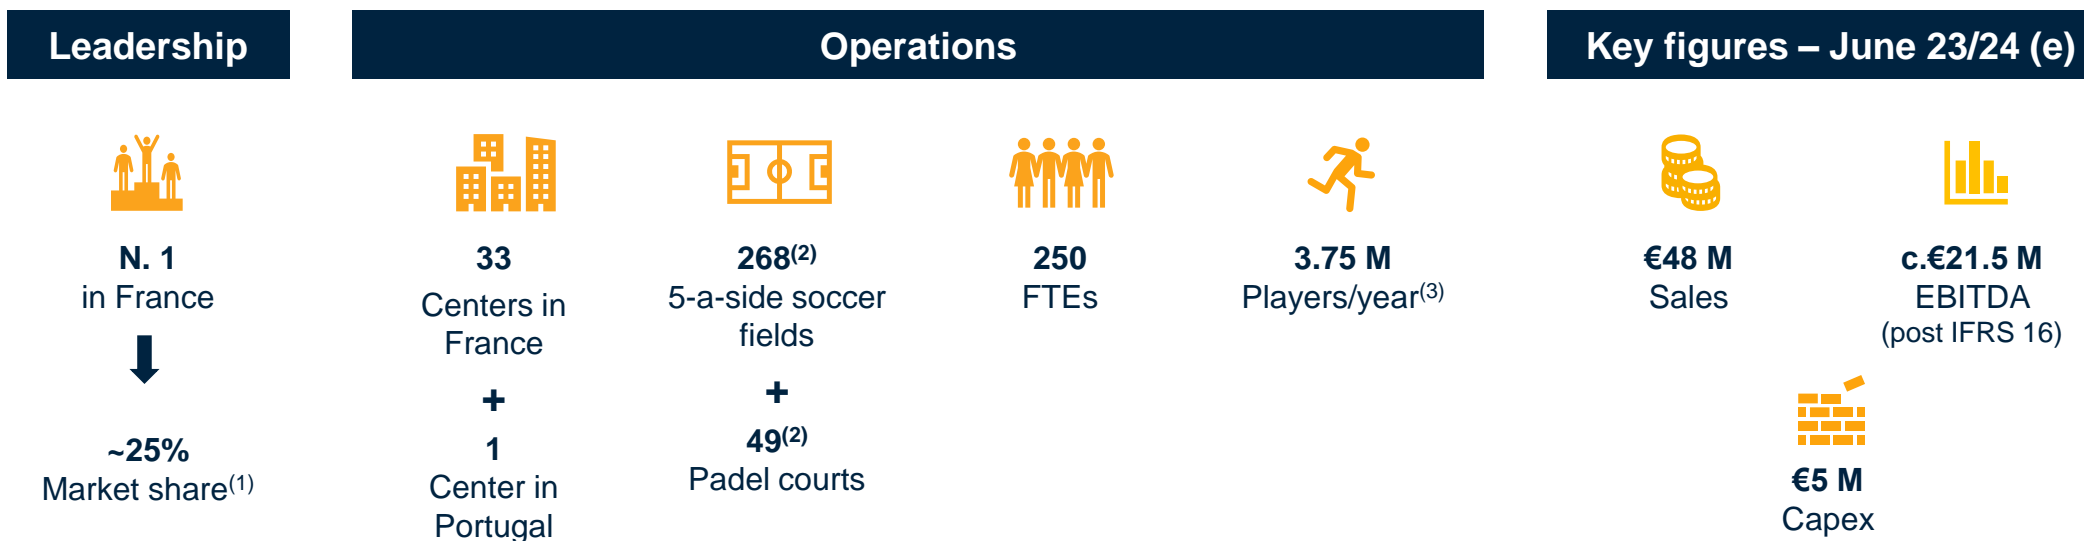 Leadership
N. 1
in France
~25%
Market share(1)
Operations
33
Centers in
France
+
1
Center in
Portugal
268(2)
5-a-side soccer
fields
+
49(2)
Padel courts
250
FTEs
3.75 M
Players/year(3)
Key figures – June 23/24 (e)
€48 M
Sales
c.€21.5 M
EBITDA
(post IFRS 16)
€5 M
Capex